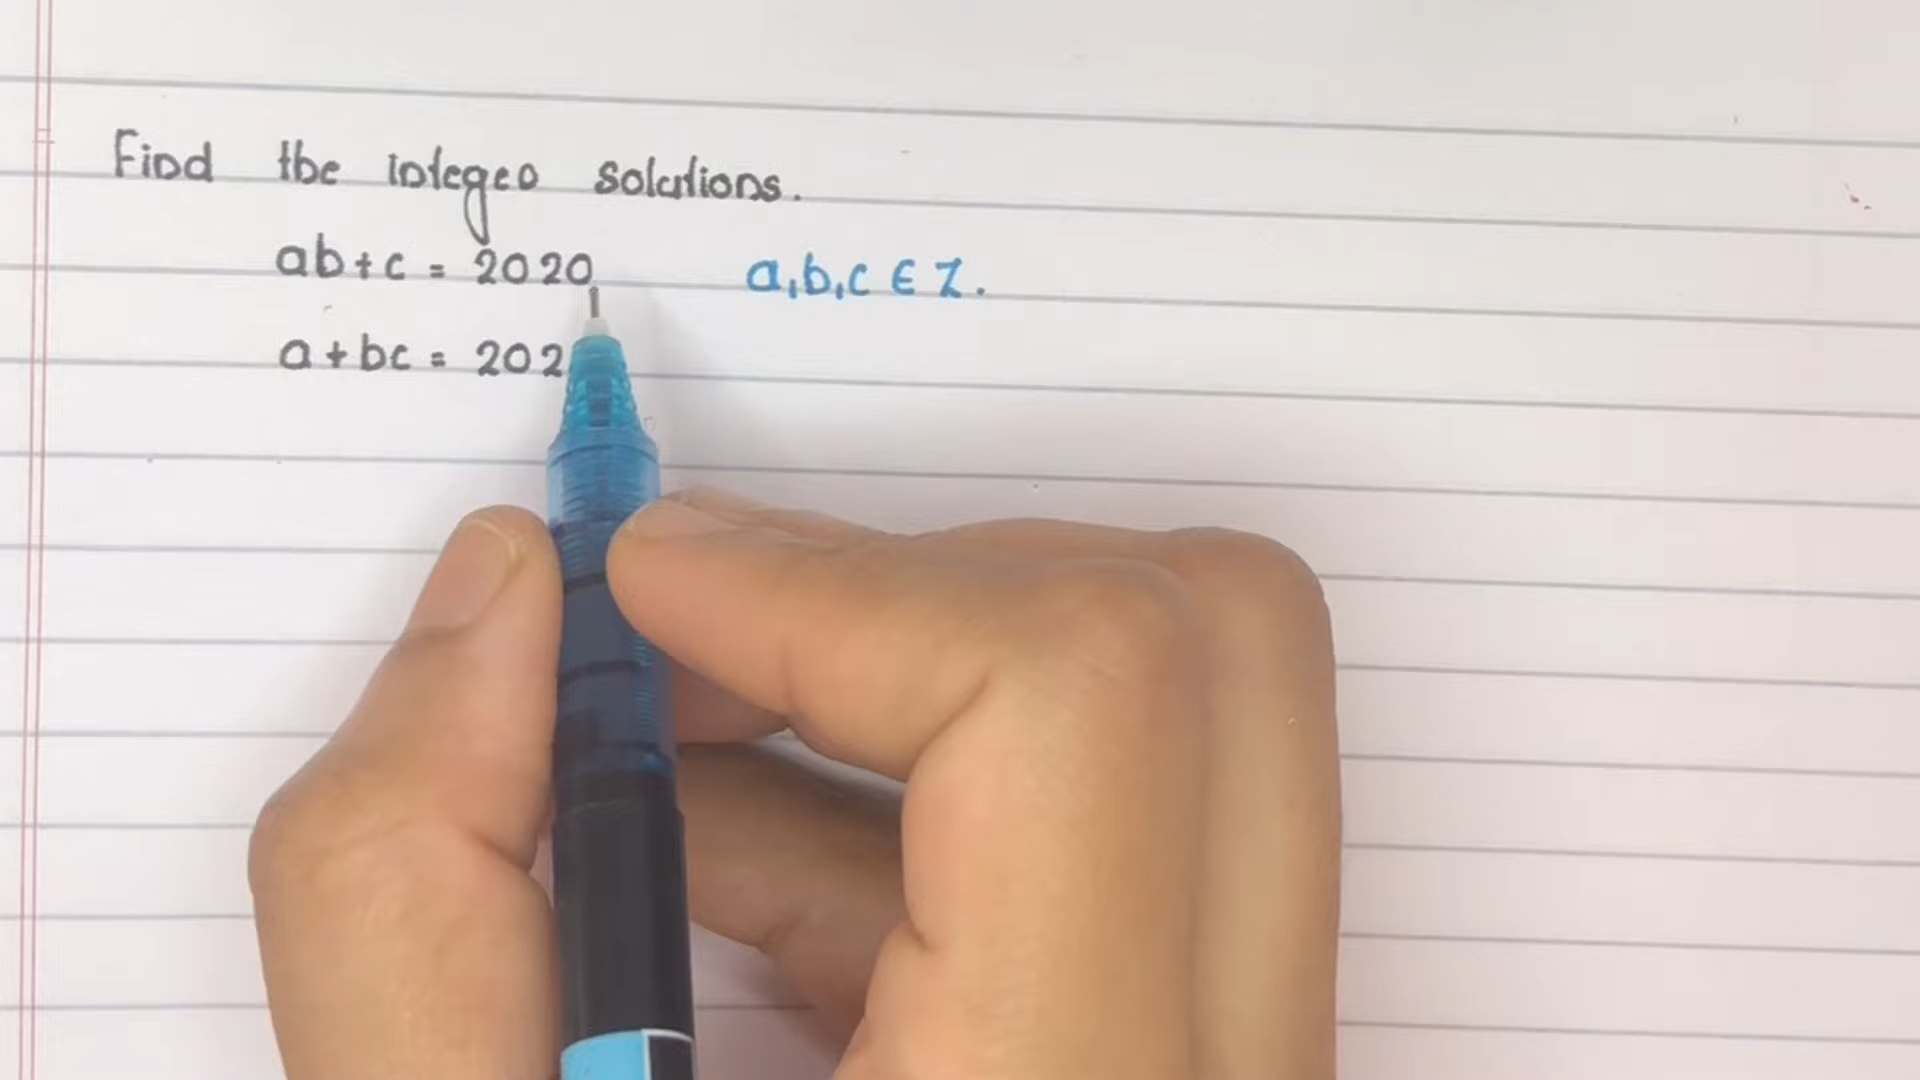 Find the integer solutions.
ab+c = 2020 a,b,c ∈ Z.
a+bc = 202